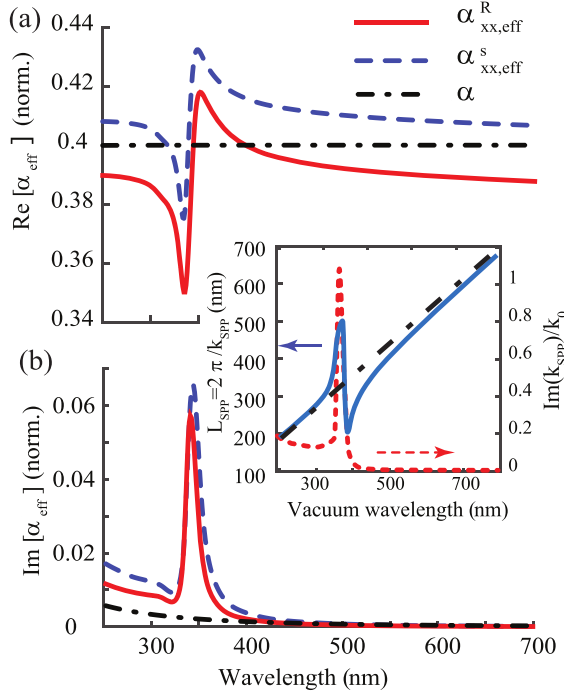 (a)
α^R_xx,eff
α^s_xx,eff
α
Re [α_eff ] (norm.)
0.44
0.42
0.4
0.38
0.36
0.34
L_SPP=2 π /k_SPP (nm)
700
600
500
400
300
200
100
300
500
700
Vacuum wavelength (nm)
1
0.8
0.6
0.4
0.2
0
Im(k_SPP)/k_0
(b)
Im [α_eff ] (norm.)
0.06
0.04
0.02
0
300
400
500
600
700
Wavelength (nm)